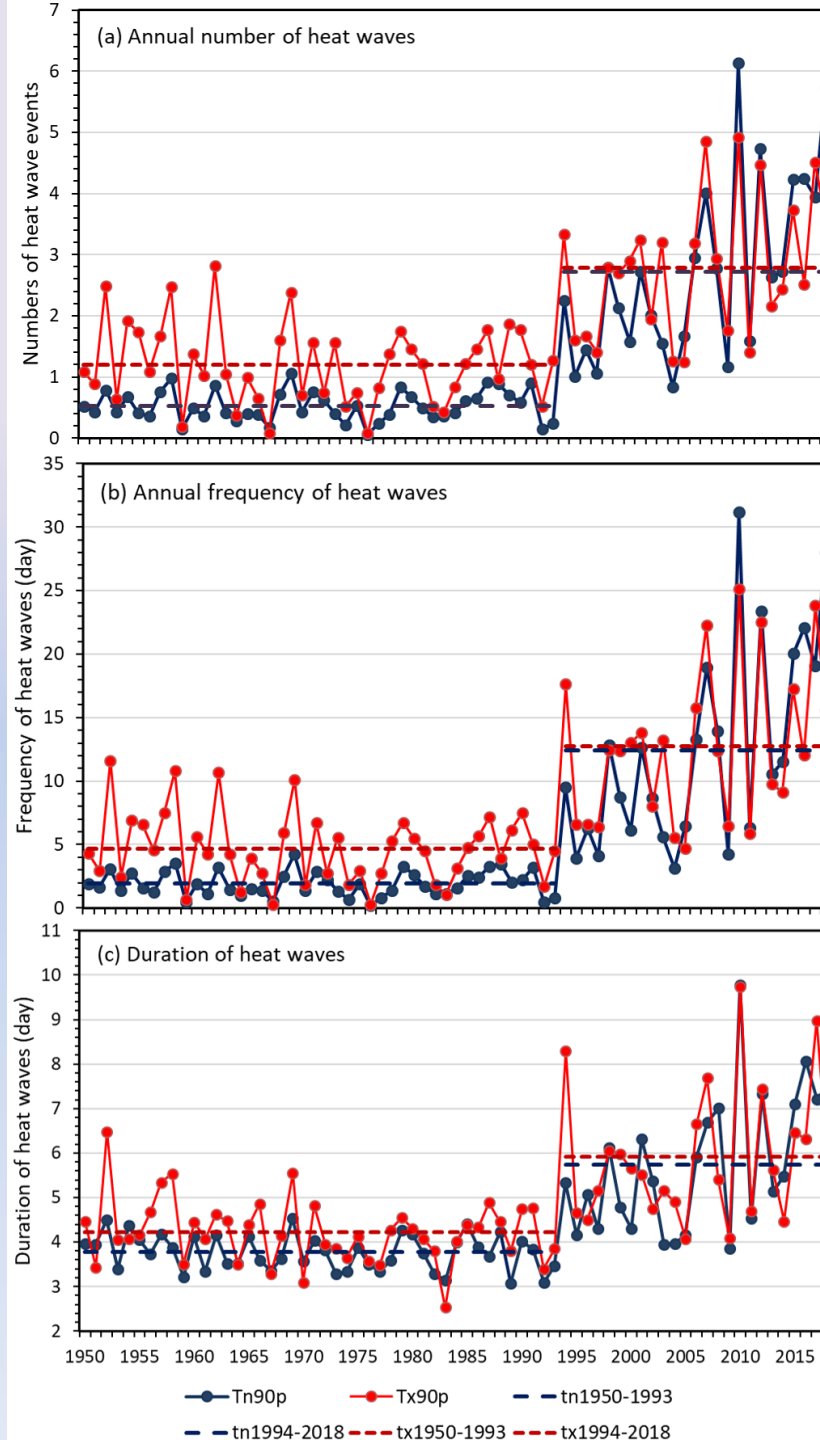 (a) Annual number of heat waves
Numbers of heat wave events
7
6
5
4
3
2
1
0
(b) Annual frequency of heat waves
Frequency of heat waves (day)
35
30
25
20
15
10
5
0
(c) Duration of heat waves
Duration of heat waves (day)
11
10
9
8
7
6
5
4
3
2
1950 1955 1960 1965 1970 1975 1980 1985 1990 1995 2000 2005 2010 2015
Tn90p Tx90p tn1950-1993
tn1994-2018 tx1950-1993 tx1994-2018